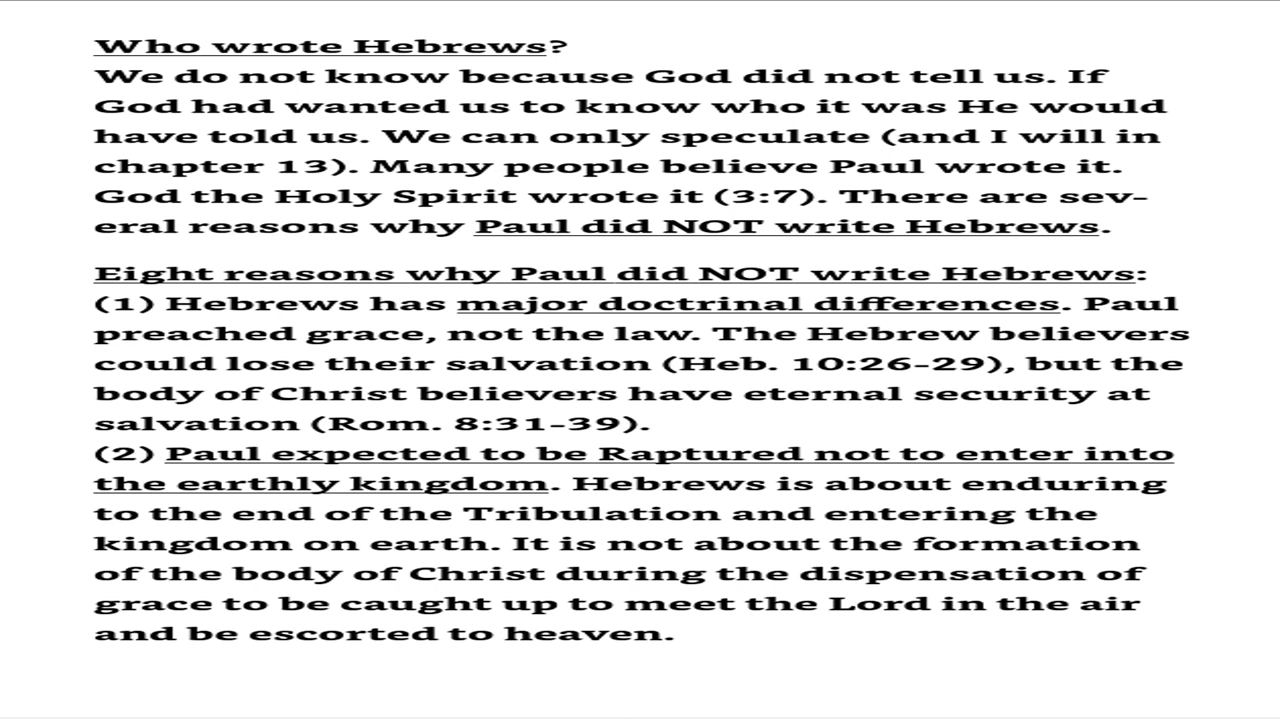 Who wrote Hebrews?
We do not know because God did not tell us. If
God had wanted us to know who it was He would
have told us. We can only speculate (and I will in
chapter 13). Many people believe Paul wrote it.
God the Holy Spirit wrote it (3:7). There are sev-
eral reasons why Paul did NOT write Hebrews.
Eight reasons why Paul did NOT write Hebrews:
(1) Hebrews has major doctrinal differences. Paul
preached grace, not the law. The Hebrew believers
could lose their salvation (Heb. 10:26-29), but the
body of Christ believers have eternal security at
salvation (Rom. 8:31-39).
(2) Paul expected to be Raptured not to enter into
the earthly kingdom. Hebrews is about enduring
to the end of the Tribulation and entering the
kingdom on earth. It is not about the formation
of the body of Christ during the dispensation of
grace to be caught up to meet the Lord in the air
and be escorted to heaven.